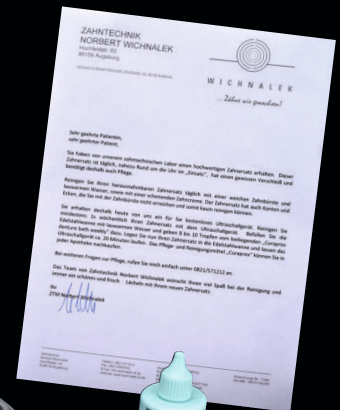 ZAHNTECHNIK
NORBERT WICHNALEK
Hochfeldstr. 62
86159 Augsburg
WICHNALEK
... Zähne wie gewachsen!
Sehr geehrte Patientin,
sehr geehrter Patient,
Sie haben von unserem zahntechnischen Labor einen hochwertigen Zahnersatz erhalten. Dieser
Zahnersatz ist täglich, nahezu Rund um die Uhr im „Einsatz", hat einen gewissen Verschleiß und
benötigt deshalb auch Pflege.
Reinigen Sie Ihren herausnehmbaren Zahnersatz täglich mit einer weichen Zahnbürste und
lauwarmen Wasser, sowie mit einer schonenden Zahncreme. Der Zahnersatz hat auch Kanten und
Ecken, die Sie mit der Zahnbürste nicht erreichen und somit kaum reinigen können.
Sie erhalten deshalb heute von uns ein für Sie kostenloses Ultraschallgerät. Reinigen Sie
mindestens 1x wöchentlich Ihren Zahnersatz mit dem Ultraschallgerät. Befüllen Sie die
Edelstahlwanne mit lauwarmen Wasser und geben 8 bis 10 Tropfen vom beiliegenden „Curaprox
Denture bath weekly" dazu. Legen Sie nun Ihren Zahnersatz in die Edelstahlwanne und lassen das
Ultraschallgerät ca. 20 Minuten laufen. Das Pflege- und Reinigungsmittel „Curaprox" können Sie in
jeder Apotheke nachkaufen.
Bei weiteren Fragen zur Pflege, rufen Sie mich einfach unter 0821/571212 an.
Das Team von Zahntechnik Norbert Wichnalek wünscht Ihnen viel Spaß bei der Reinigung und
immer ein schönes und frisch Lächeln mit Ihrem neuen Zahnersatz.
Ihr
ZTM Norbert Wichnalek